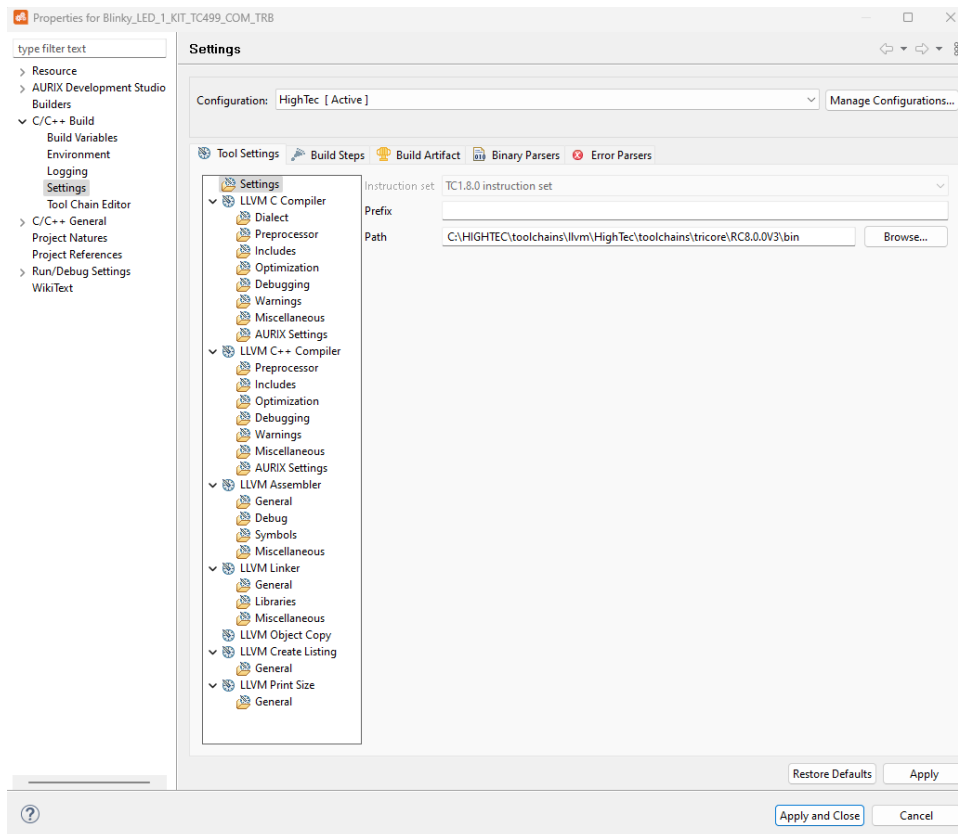 Properties for Blinky_LED_1_KIT_TC499_COM_TRB
type filter text
Resource
AURIX Development Studio
Builders
C/C++ Build
Build Variables
Environment
Logging
Settings
Tool Chain Editor
C/C++ General
Project Natures
Project References
Run/Debug Settings
WikiText
Settings
Configuration: HighTec [ Active ]
Manage Configurations...
Tool Settings
Build Steps
Build Artifact
Binary Parsers
Error Parsers
Settings
LLVM C Compiler
Dialect
Preprocessor
Includes
Optimization
Debugging
Warnings
Miscellaneous
AURIX Settings
LLVM C++ Compiler
Preprocessor
Includes
Optimization
Debugging
Warnings
Miscellaneous
AURIX Settings
LLVM Assembler
General
Debug
Symbols
Miscellaneous
LLVM Linker
General
Libraries
Miscellaneous
LLVM Object Copy
LLVM Create Listing
General
LLVM Print Size
General
Instruction set TC1.8.0 instruction set
Prefix
Path C:\HIGHTEC\toolchains\llvm\HighTec\toolchains\tricore\RC8.0.0V3\bin Browse...
Restore Defaults Apply
? Apply and Close Cancel